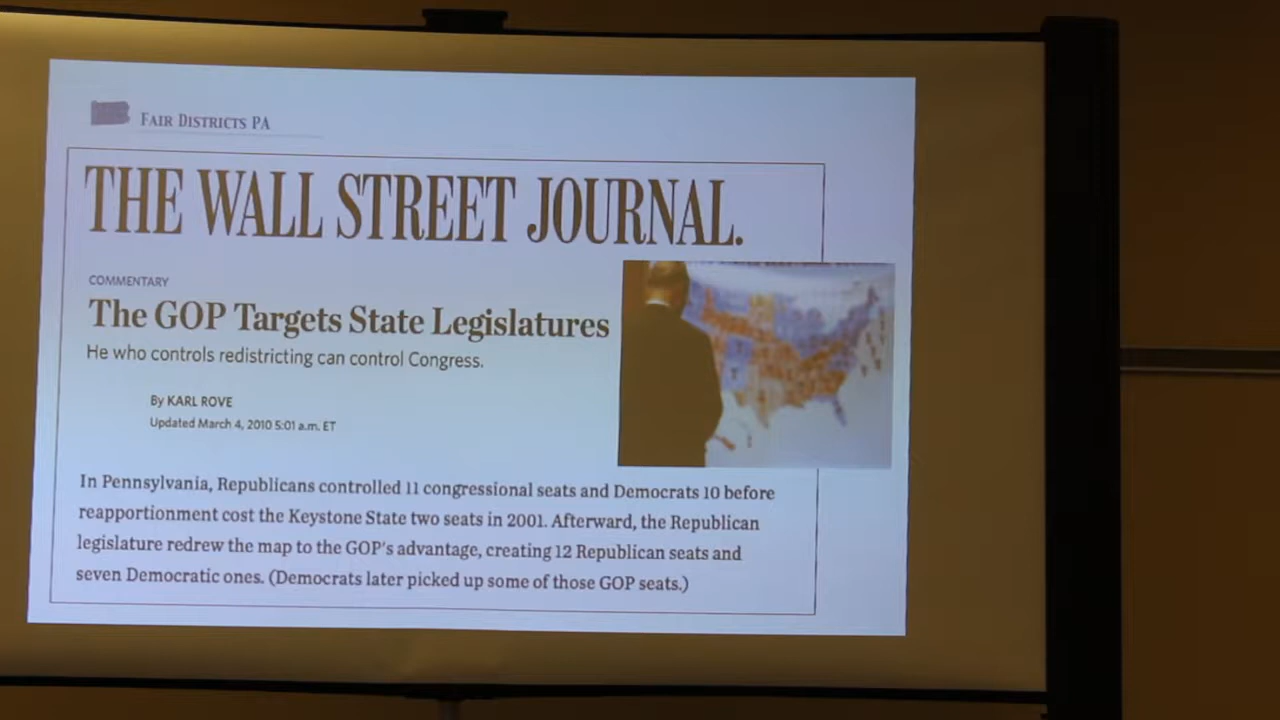 FAIR DISTRICTS PA
THE WALL STREET JOURNAL.
COMMENTARY
The GOP Targets State Legislatures
He who controls redistricting can control Congress.
By KARL ROVE
Updated March 4, 2010 5:01 a.m. ET
In Pennsylvania, Republicans controlled 11 congressional seats and Democrats 10 before
reapportionment cost the Keystone State two seats in 2001. Afterward, the Republican
legislature redrew the map to the GOP's advantage, creating 12 Republican seats and
seven Democratic ones. (Democrats later picked up some of those GOP seats.)